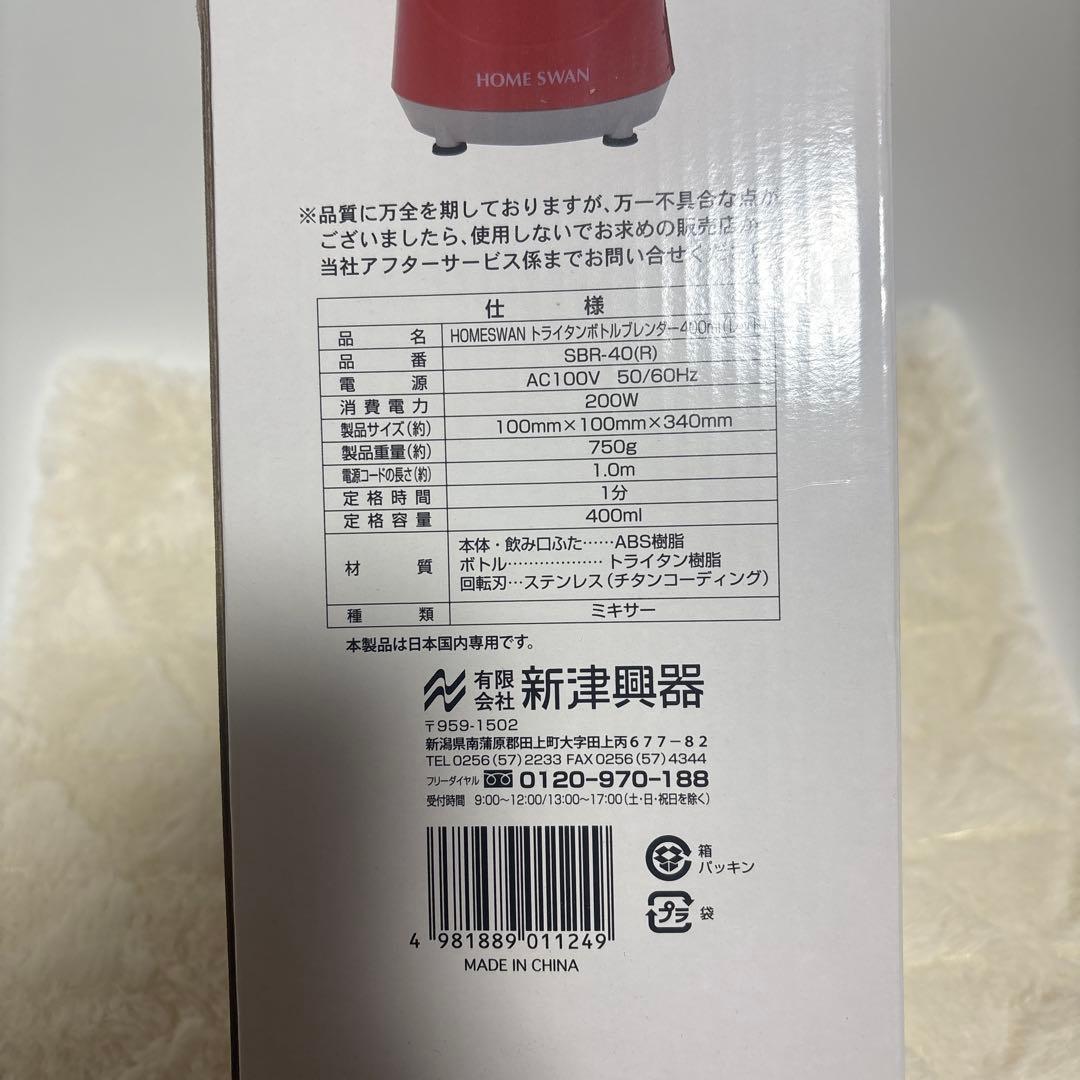 HOME SWAN
※品質に万全を期しておりますが、万一不具合な点が
ございましたら、使用しないでお求めの販売店か
当社アフターサービス係までお問い合せく
仕 様
品 名 HOMESWAN トライタンボトルブレンダー400ml(レッド)
品 番 SBR-40(R)
電 源 AC100V 50/60Hz
消費電力 200W
製品サイズ(約) 100mm×100mm×340mm
製品重量(約) 750g
電源コードの長さ(約) 1.0m
定格時間 1分
定格容量 400ml
材 質 本体・飲み口ふた……ABS樹脂
ボトル……………… トライタン樹脂
回転刃…ステンレス(チタンコーディング)
種 類 ミキサー
本製品は日本国内専用です。
有限会社 新津興器
〒959-1502
新潟県南蒲原郡田上町大字田上丙677-82
TEL 0256(57)2233 FAX 0256(57)4344
フリーダイヤル 0120-970-188
受付時間 9:00~12:00/13:00~17:00(土・日・祝日を除く)
箱
パッキン
プラ 袋
4 981889 011249
MADE IN CHINA